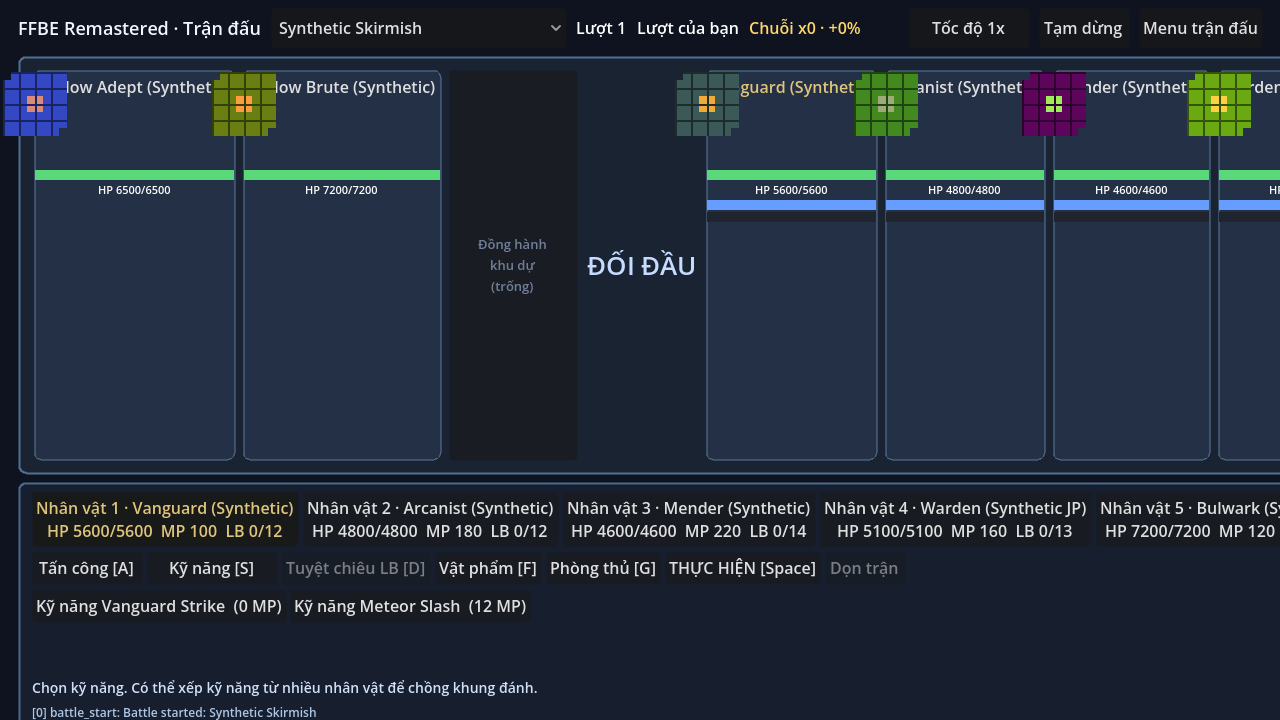 FFBE Remastered · Trận đấu
Synthetic Skirmish
Lượt 1 Lượt của bạn Chuỗi x0 · +0%
Tốc độ 1x
Tạm dừng
Menu trận đấu
Adept (Synthet
(Synthetic)
(Synthet
(Synthet
(Synthet
HP 6500/6500
HP 7200/7200
HP 5600/5600
HP 4800/4800
HP 4600/4600
Đồng hành
khu dự
(trống)
ĐỐI ĐẦU
Nhân vật 1 · Vanguard (Synthetic)
HP 5600/5600 MP 100 LB 0/12
Nhân vật 2 · Arcanist (Synthetic)
HP 4800/4800 MP 180 LB 0/12
Nhân vật 3 · Mender (Synthetic)
HP 4600/4600 MP 220 LB 0/14
Nhân vật 4 · Warden (Synthetic JP)
HP 5100/5100 MP 160 LB 0/13
Nhân vật 5 · Bulwark
HP 7200/7200 MP 120
Tấn công [A]
Kỹ năng [S]
Tuyệt chiêu LB [D]
Vật phẩm [F]
Phòng thủ [G]
THỰC HIỆN [Space]
Dọn trận
Kỹ năng Vanguard Strike (0 MP)
Kỹ năng Meteor Slash (12 MP)
Chọn kỹ năng. Có thể xếp kỹ năng từ nhiều nhân vật để chồng khung đánh.
[0] battle_start: Battle started: Synthetic Skirmish